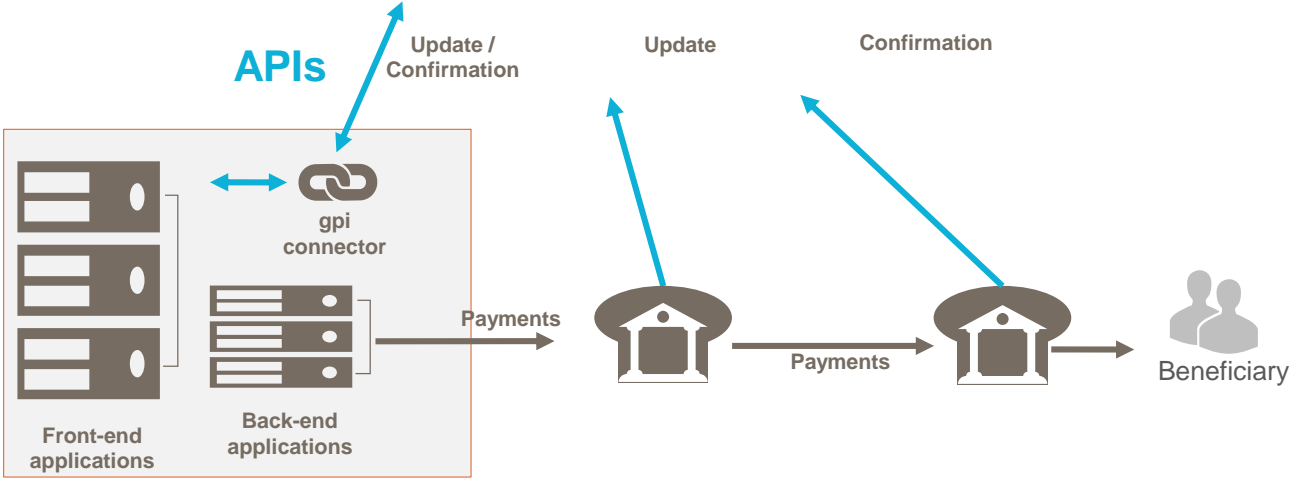 Update /
Confirmation
Update
Confirmation
APIs
gpi
connector
Payments
Payments
Beneficiary
Back-end
applications
Front-end
applications